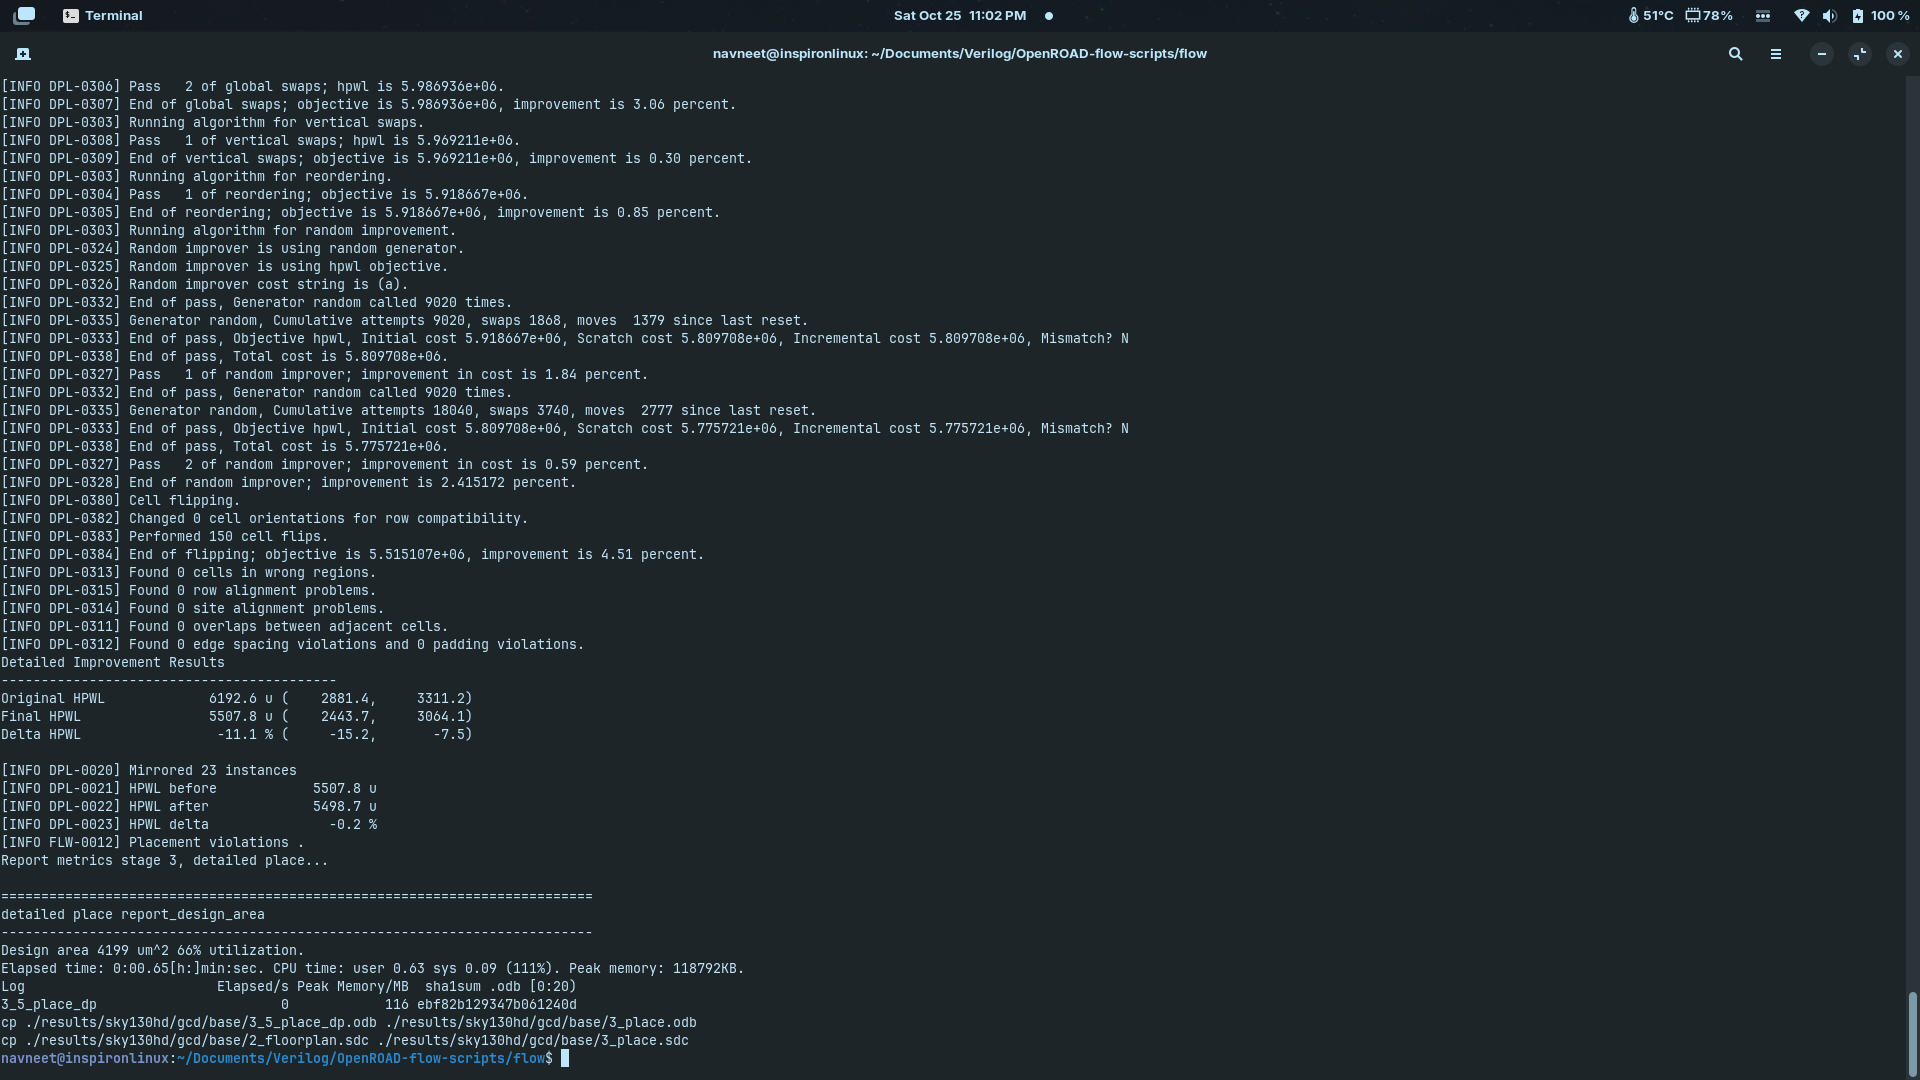 Terminal
Sat Oct 25 11:02 PM
51°C 78% 100 %
navneet@inspironlinux: ~/Documents/Verilog/OpenROAD-flow-scripts/flow
[INFO DPL-0306] Pass   2 of global swaps; hpwl is 5.986936e+06.
[INFO DPL-0307] End of global swaps; objective is 5.986936e+06, improvement is 3.06 percent.
[INFO DPL-0303] Running algorithm for vertical swaps.
[INFO DPL-0308] Pass   1 of vertical swaps; hpwl is 5.969211e+06.
[INFO DPL-0309] End of vertical swaps; objective is 5.969211e+06, improvement is 0.30 percent.
[INFO DPL-0303] Running algorithm for reordering.
[INFO DPL-0304] Pass   1 of reordering; objective is 5.918667e+06.
[INFO DPL-0305] End of reordering; objective is 5.918667e+06, improvement is 0.85 percent.
[INFO DPL-0303] Running algorithm for random improvement.
[INFO DPL-0324] Random improver is using random generator.
[INFO DPL-0325] Random improver is using hpwl objective.
[INFO DPL-0326] Random improver cost string is (a).
[INFO DPL-0332] End of pass, Generator random called 9020 times.
[INFO DPL-0335] Generator random, Cumulative attempts 9020, swaps 1868, moves  1379 since last reset.
[INFO DPL-0333] End of pass, Objective hpwl, Initial cost 5.918667e+06, Scratch cost 5.809708e+06, Incremental cost 5.809708e+06, Mismatch? N
[INFO DPL-0338] End of pass, Total cost is 5.809708e+06.
[INFO DPL-0327] Pass   1 of random improver; improvement in cost is 1.84 percent.
[INFO DPL-0332] End of pass, Generator random called 9020 times.
[INFO DPL-0335] Generator random, Cumulative attempts 18040, swaps 3740, moves  2777 since last reset.
[INFO DPL-0333] End of pass, Objective hpwl, Initial cost 5.809708e+06, Scratch cost 5.775721e+06, Incremental cost 5.775721e+06, Mismatch? N
[INFO DPL-0338] End of pass, Total cost is 5.775721e+06.
[INFO DPL-0327] Pass   2 of random improver; improvement in cost is 0.59 percent.
[INFO DPL-0328] End of random improver; improvement is 2.415172 percent.
[INFO DPL-0380] Cell flipping.
[INFO DPL-0382] Changed 0 cell orientations for row compatibility.
[INFO DPL-0383] Performed 150 cell flips.
[INFO DPL-0384] End of flipping; objective is 5.515107e+06, improvement is 4.51 percent.
[INFO DPL-0313] Found 0 cells in wrong regions.
[INFO DPL-0315] Found 0 row alignment problems.
[INFO DPL-0314] Found 0 site alignment problems.
[INFO DPL-0311] Found 0 overlaps between adjacent cells.
[INFO DPL-0312] Found 0 edge spacing violations and 0 padding violations.
Detailed Improvement Results
------------------------------------------
Original HPWL             6192.6 u (    2881.4,     3311.2)
Final HPWL                5507.8 u (    2443.7,     3064.1)
Delta HPWL                 -11.1 % (     -15.2,       -7.5)
[INFO DPL-0020] Mirrored 23 instances
[INFO DPL-0021] HPWL before            5507.8 u
[INFO DPL-0022] HPWL after             5498.7 u
[INFO DPL-0023] HPWL delta               -0.2 %
[INFO FLW-0012] Placement violations .
Report metrics stage 3, detailed place...
==========================================================================
detailed place report_design_area
--------------------------------------------------------------------------
Design area 4199 um^2 66% utilization.
Elapsed time: 0:00.65[h:]min:sec. CPU time: user 0.63 sys 0.09 (111%). Peak memory: 118792KB.
Log                        Elapsed/s Peak Memory/MB  sha1sum .odb [0:20)
3_5_place_dp                       0            116 ebf82b129347b061240d
cp ./results/sky130hd/gcd/base/3_5_place_dp.odb ./results/sky130hd/gcd/base/3_place.odb
cp ./results/sky130hd/gcd/base/2_floorplan.sdc ./results/sky130hd/gcd/base/3_place.sdc
navneet@inspironlinux:~/Documents/Verilog/OpenROAD-flow-scripts/flow$